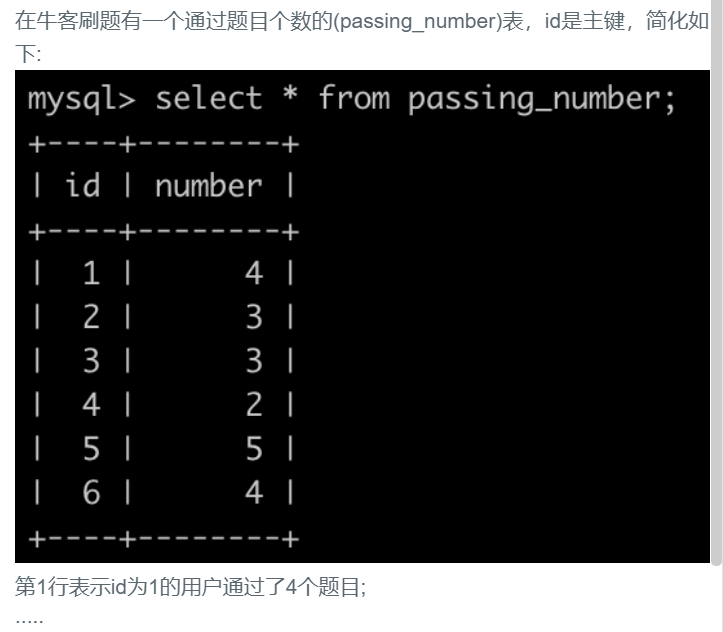 在牛客刷题有一个通过题目个数的(passing_number)表，id是主键，简化如
下:
mysql> select * from passing_number;
+----+--------+
| id | number |
+----+--------+
|  1 |      4 |
|  2 |      3 |
|  3 |      3 |
|  4 |      2 |
|  5 |      5 |
|  6 |      4 |
+----+--------+
第1行表示id为1的用户通过了4个题目;
.....